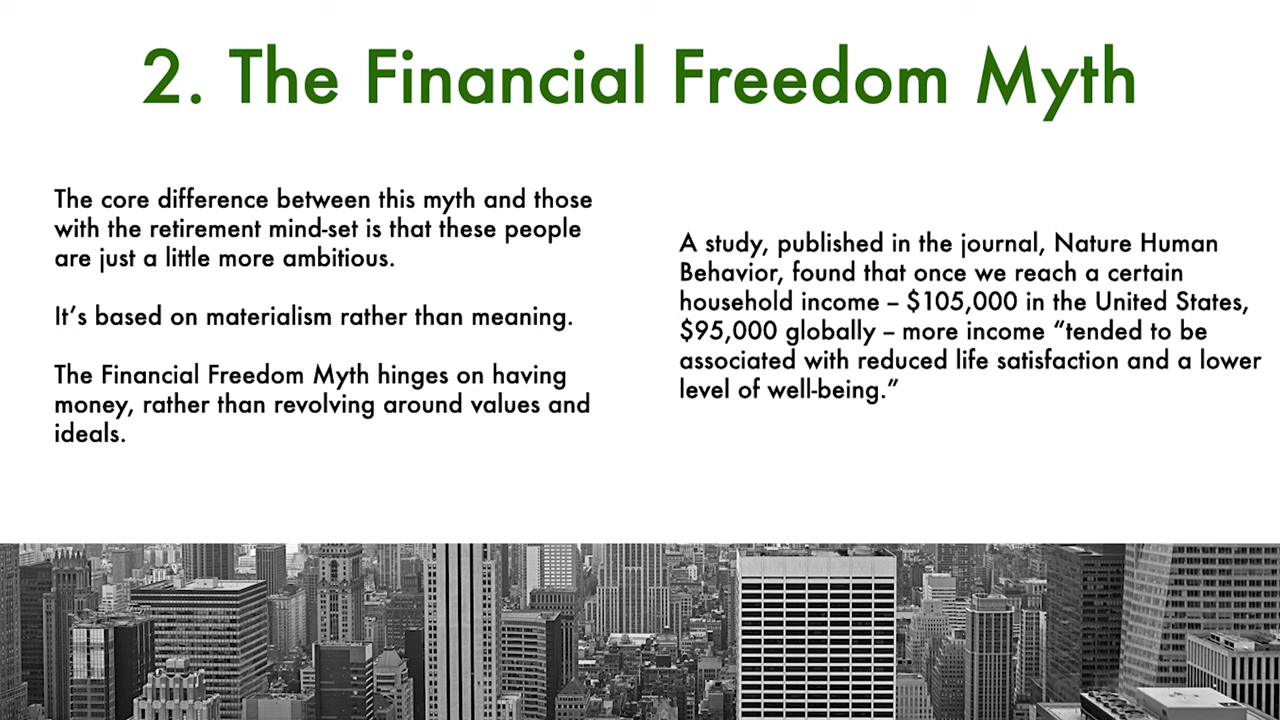 2. The Financial Freedom Myth
The core difference between this myth and those
with the retirement mind-set is that these people
are just a little more ambitious.
It’s based on materialism rather than meaning.
The Financial Freedom Myth hinges on having
money, rather than revolving around values and
ideals.
A study, published in the journal, Nature Human
Behavior, found that once we reach a certain
household income – $105,000 in the United States,
$95,000 globally – more income “tended to be
associated with reduced life satisfaction and a lower
level of well-being.”